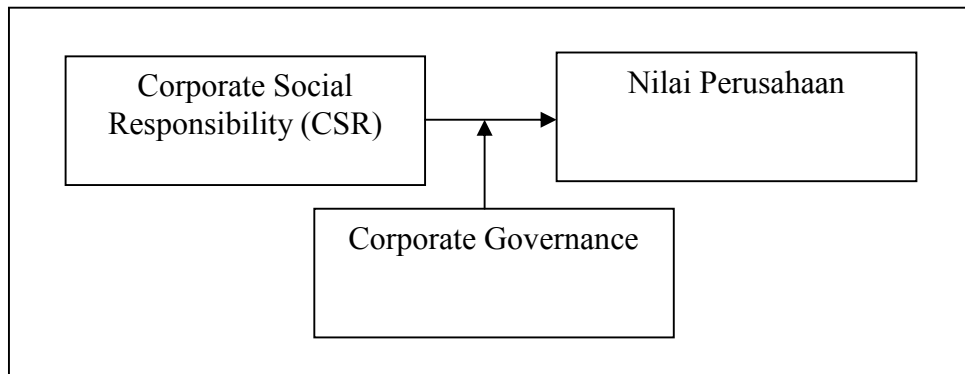 Corporate Social
Responsibility (CSR)
Nilai Perusahaan
Corporate Governance